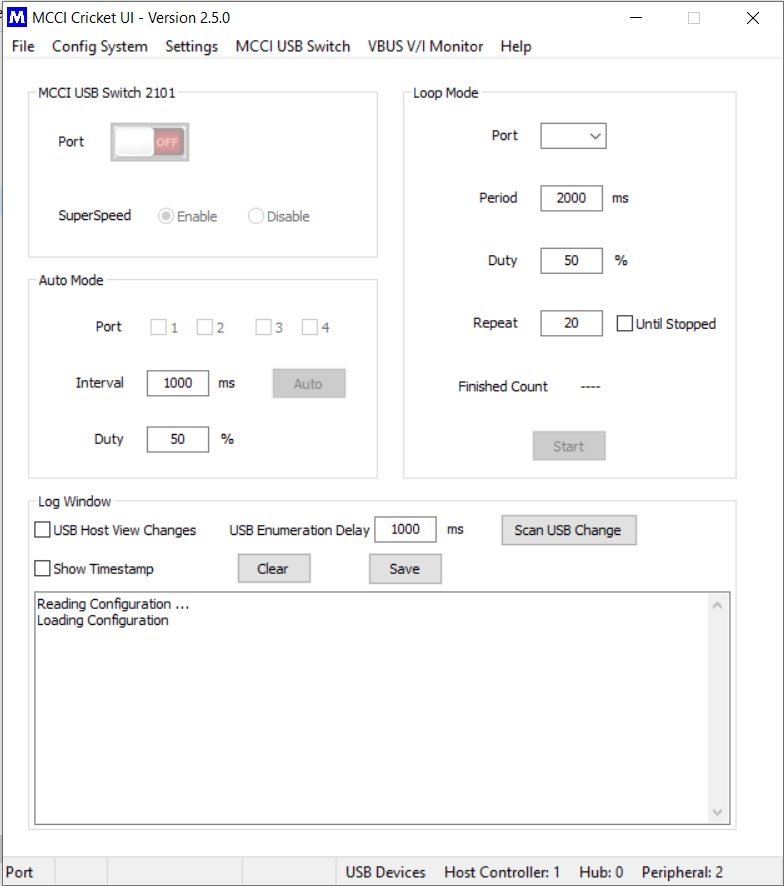 M MCCI Cricket UI - Version 2.5.0
File Config System Settings MCCI USB Switch VBUS V/I Monitor Help
MCCI USB Switch 2101
Port OFF
SuperSpeed Enable Disable
Auto Mode
Port 1 2 3 4
Interval 1000 ms Auto
Duty 50 %
Loop Mode
Port
Period 2000 ms
Duty 50 %
Repeat 20 Until Stopped
Finished Count ----
Start
Log Window
USB Host View Changes USB Enumeration Delay 1000 ms Scan USB Change
Show Timestamp Clear Save
Reading Configuration ...
Loading Configuration
Port USB Devices Host Controller: 1 Hub: 0 Peripheral: 2